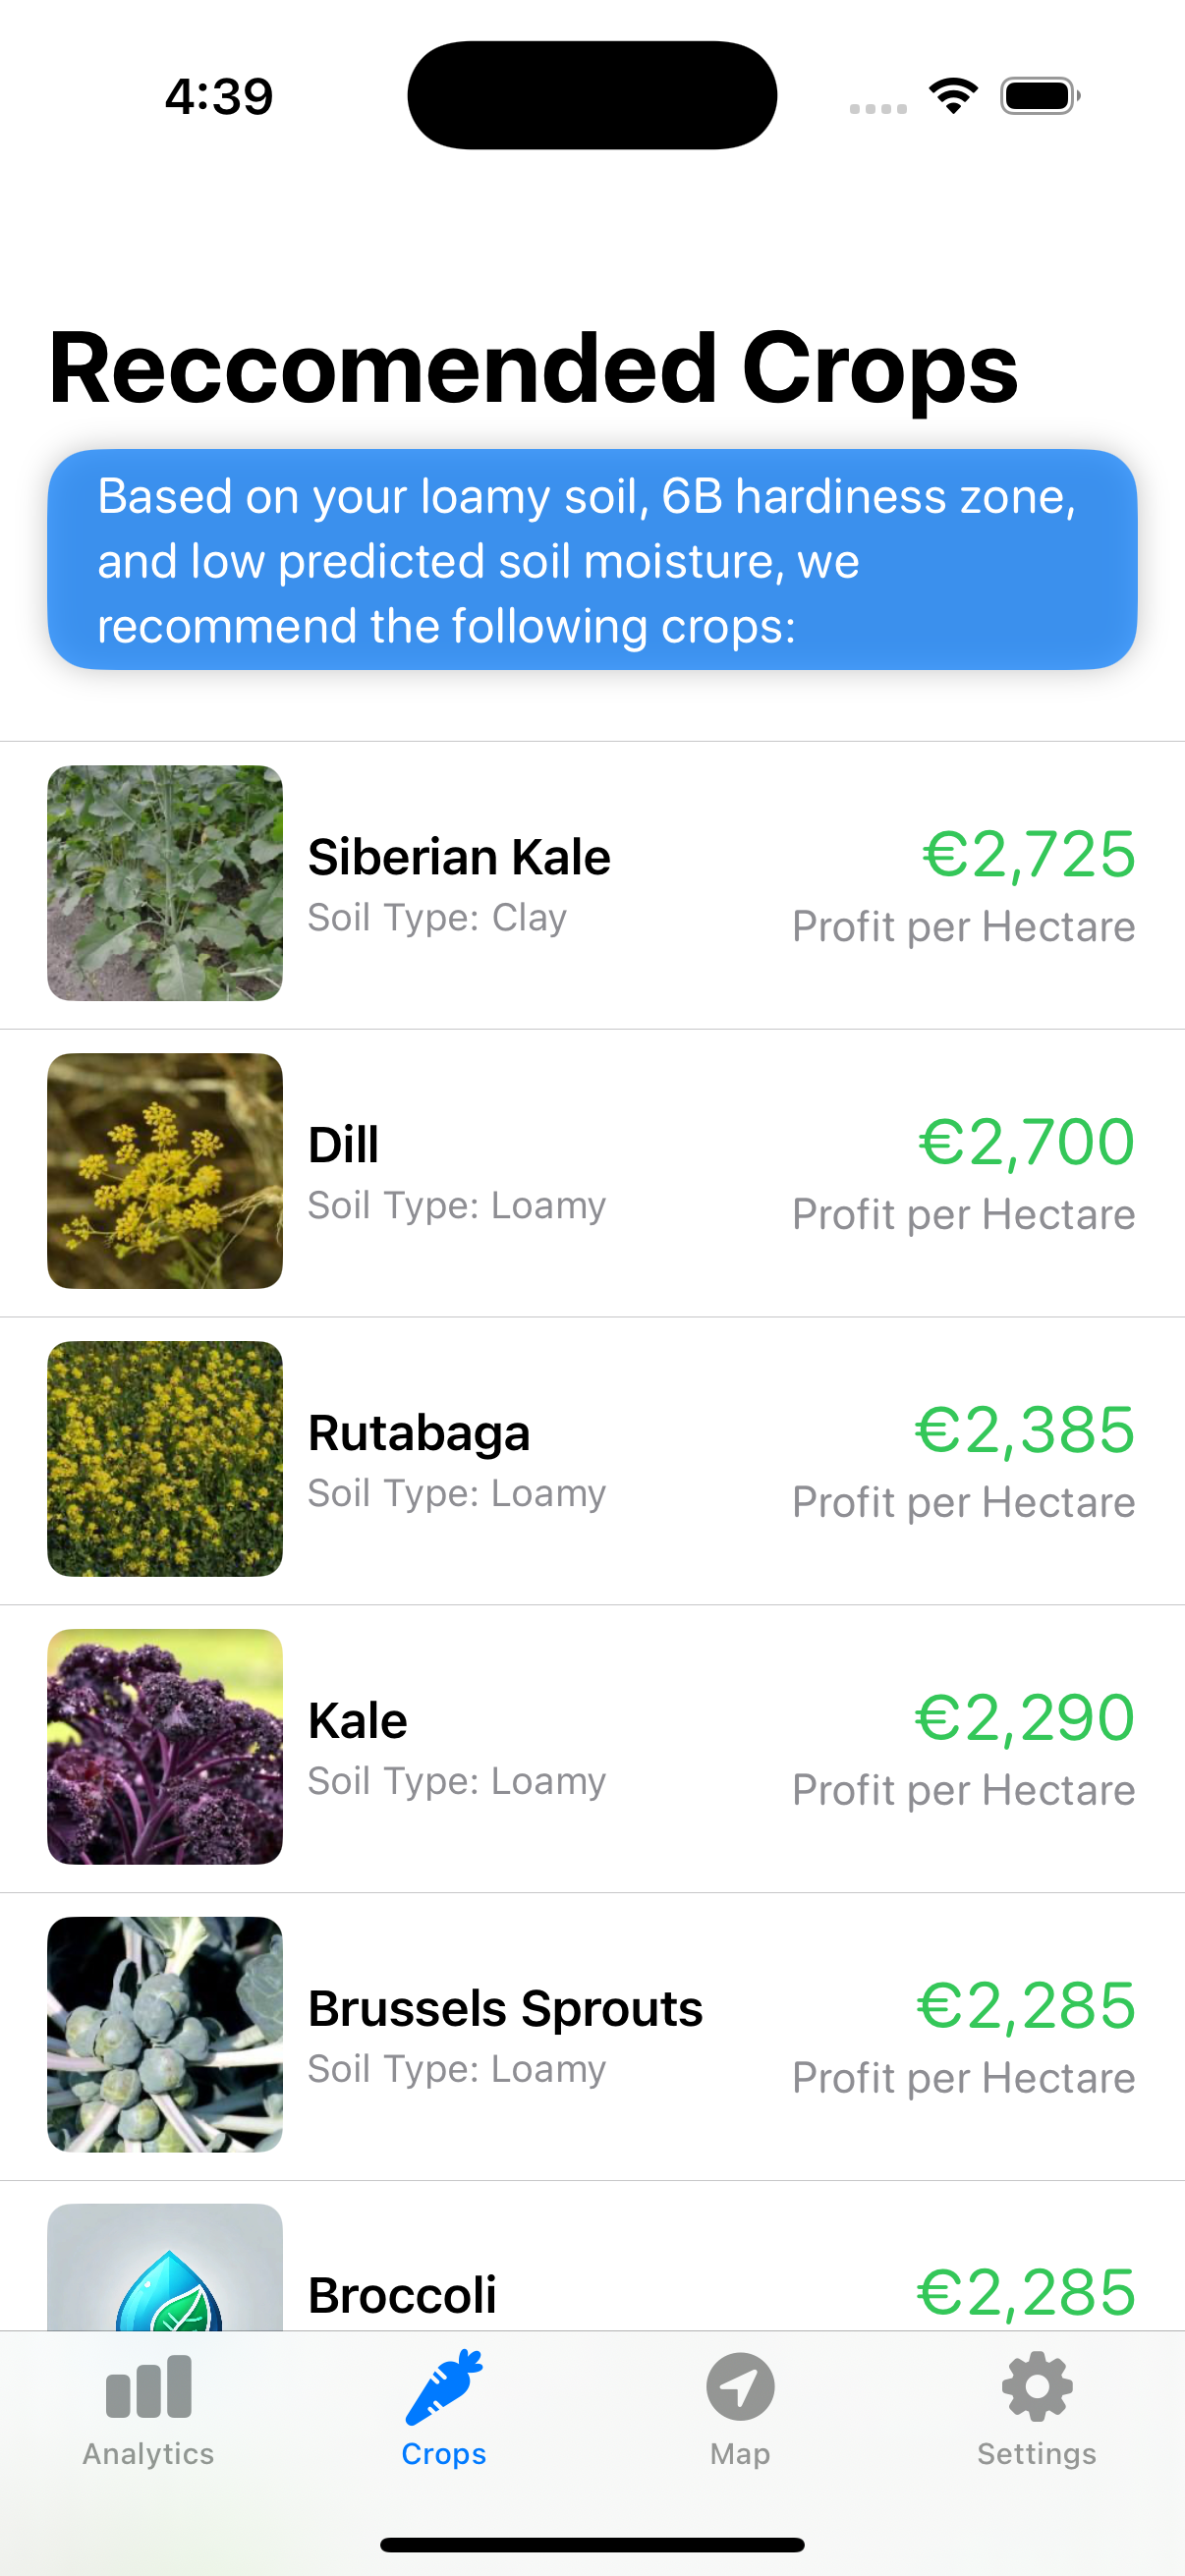 4:39
Reccomended Crops
Based on your loamy soil, 6B hardiness zone,
and low predicted soil moisture, we
recommend the following crops:
Siberian Kale
Soil Type: Clay
€2,725
Profit per Hectare
Dill
Soil Type: Loamy
€2,700
Profit per Hectare
Rutabaga
Soil Type: Loamy
€2,385
Profit per Hectare
Kale
Soil Type: Loamy
€2,290
Profit per Hectare
Brussels Sprouts
Soil Type: Loamy
€2,285
Profit per Hectare
Broccoli
€2,285
Analytics
Crops
Map
Settings